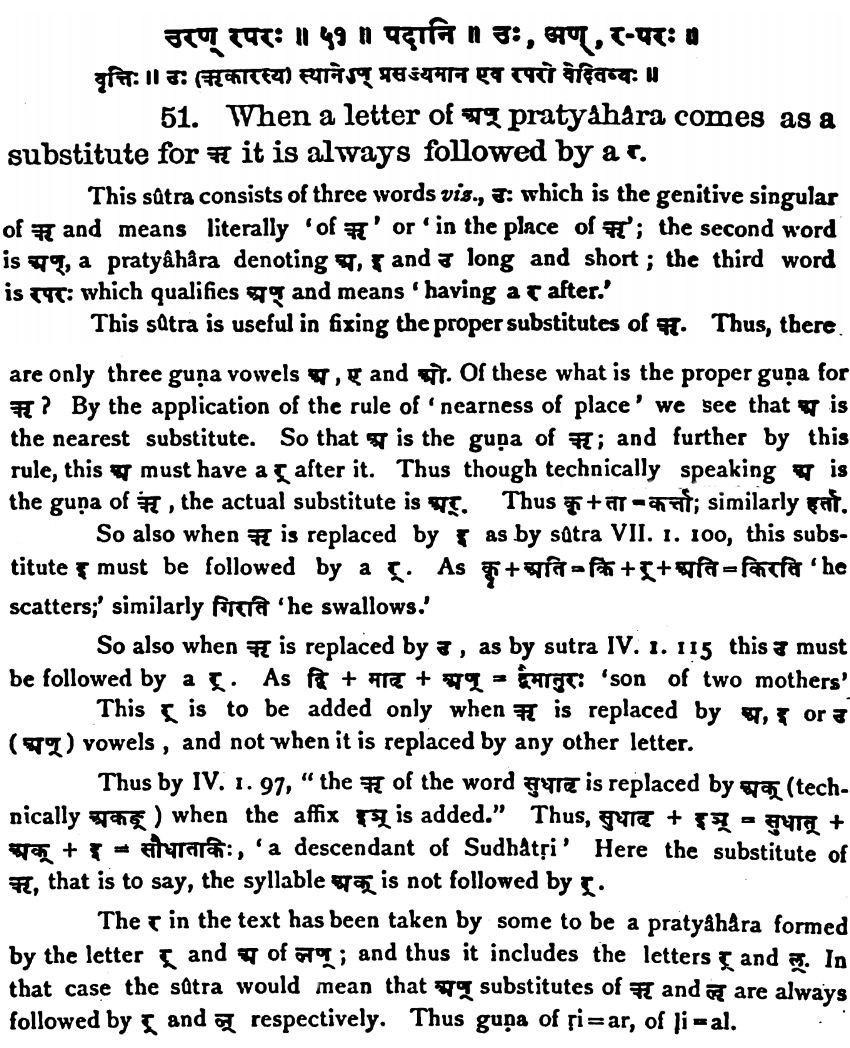 उरण् रपरः ॥ ५१ ॥ पदानि ॥ उः, अण्, र-परः ॥
वृत्तिः ॥ उः (ऋकारस्य) स्थानेऽण् प्रसज्यमान एव रपरो वेदितव्यः ॥
51. When a letter of अण् pratyâhâra comes as a
substitute for ऋ it is always followed by a र.
This sûtra consists of three words vis., उः which is the genitive singular
of ऋ and means literally ‘of ऋ’ or ‘in the place of ऋ’; the second word
is अण्, a pratyâhâra denoting अ, इ and उ long and short; the third word
is रपरः which qualifies अण् and means ‘having a र after.’
This sûtra is useful in fixing the proper substitutes of ऋ. Thus, there
are only three guṇa vowels अ, ए and ओ. Of these what is the proper guṇa for
ऋ? By the application of the rule of ‘nearness of place’ we see that अ is
the nearest substitute. So that अ is the guṇa of ऋ; and further by this
rule, this अ must have a र् after it. Thus though technically speaking अ is
the guṇa of ऋ, the actual substitute is अर्. Thus कृ+ता=कर्त्ता; similarly हर्ता.
So also when ऋ is replaced by इ as by sûtra VII. 1. 100, this subs-
titute इ must be followed by a र्. As कॄ+अति=कि+र्+अति=किरति ‘he
scatters;’ similarly गिरति ‘he swallows.’
So also when ऋ is replaced by उ, as by sutra IV. 1. 115 this उ must
be followed by a र्. As द्वि + मातृ + अण् = द्वैमातुरः ‘son of two mothers’
This र् is to be added only when ऋ is replaced by अ, इ or उ
(अण्) vowels, and not when it is replaced by any other letter.
Thus by IV. 1. 97, “the ऋ of the word सुधातृ is replaced by अक् (tech-
nically अकङ्) when the affix इञ् is added.” Thus, सुधातृ + इञ् = सुधात् +
अक् + इ = सौधातकिः, ‘a descendant of Sudhâtṛi’ Here the substitute of
ऋ, that is to say, the syllable अक् is not followed by र्.
The र in the text has been taken by some to be a pratyâhâra formed
by the letter र् and अ of लण्; and thus it includes the letters र् and ल्. In
that case the sûtra would mean that अण् substitutes of ऋ and ऌ are always
followed by र् and ल् respectively. Thus guṇa of ṛi=ar, of ḷi=al.